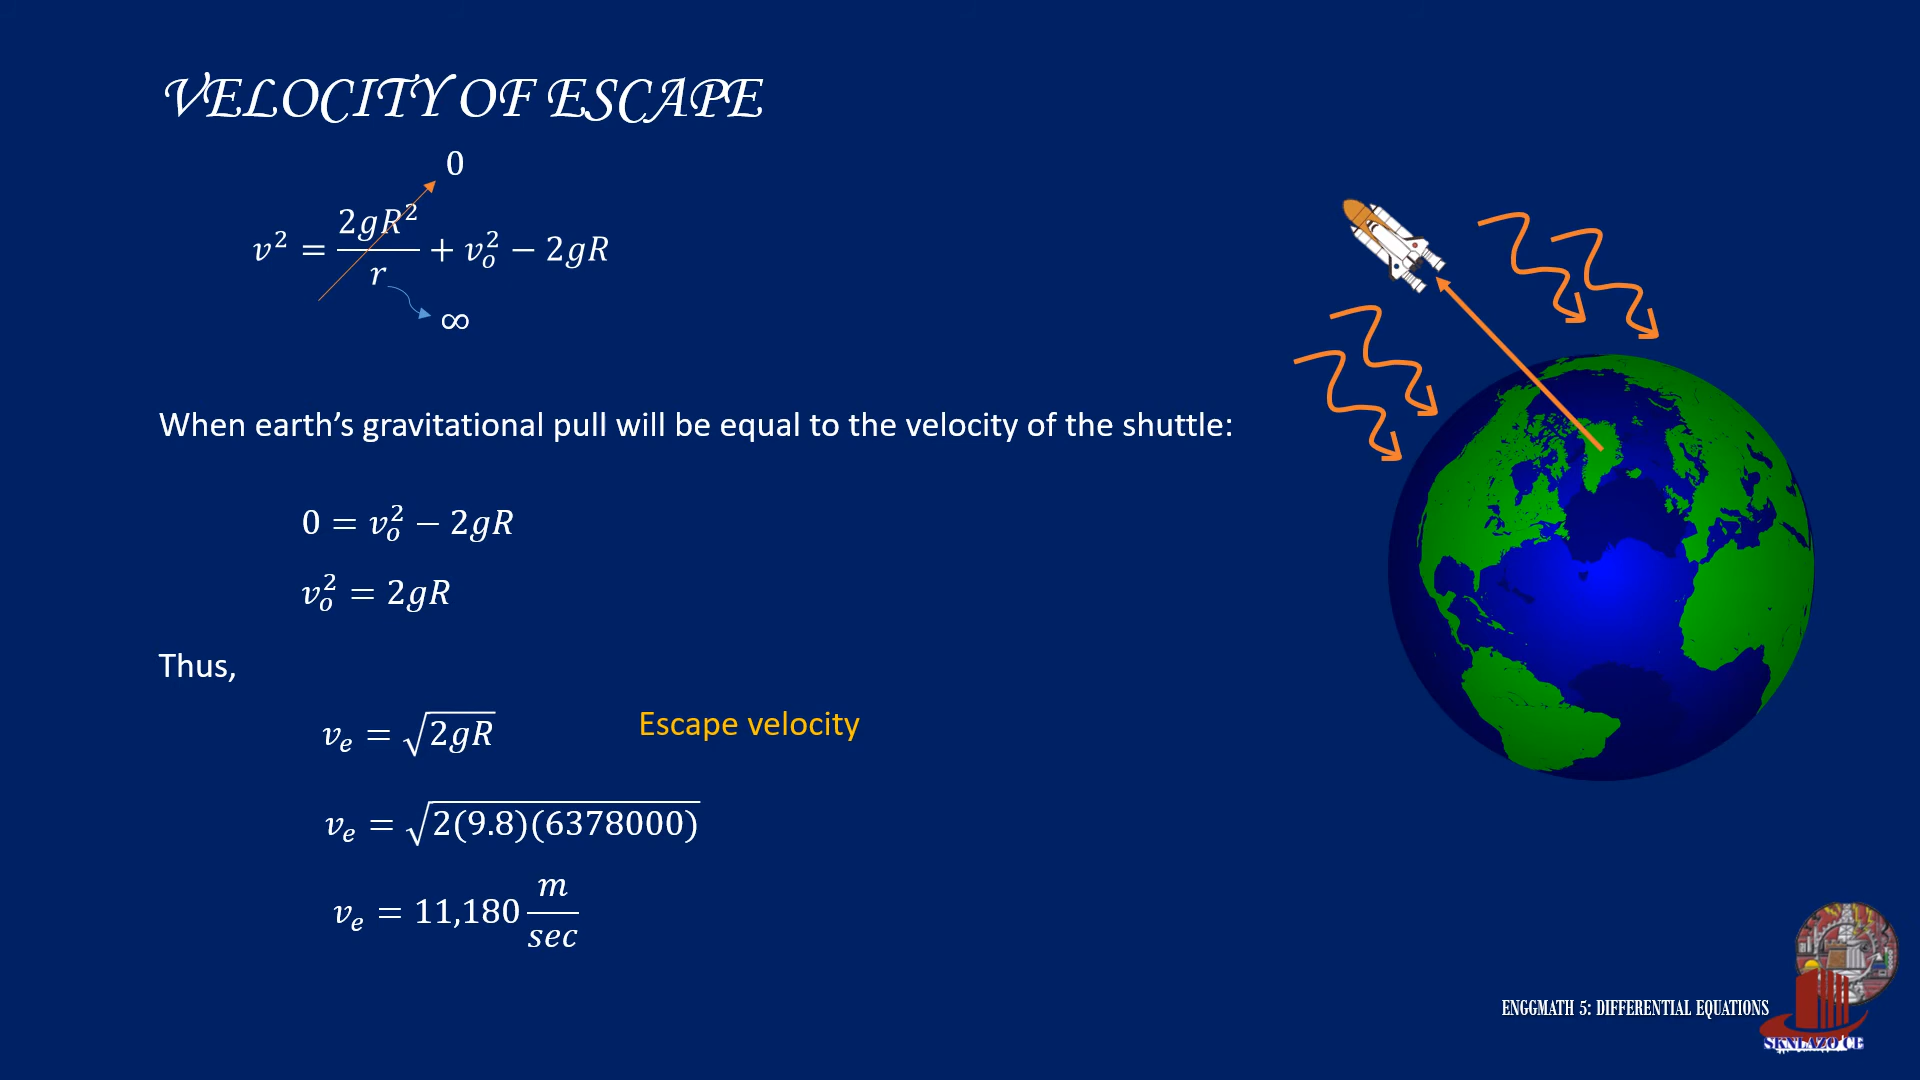 VELOCITY OF ESCAPE
0
v² = 2gR²/r + v₀² − 2gR
∞
When earth’s gravitational pull will be equal to the velocity of the shuttle:
0 = v₀² − 2gR
v₀² = 2gR
Thus,
vₑ = √2gR Escape velocity
vₑ = √2(9.8)(6378000)
vₑ = 11,180 m/sec
ENGGMATH 5: DIFFERENTIAL EQUATIONS
SKNLAZO CE